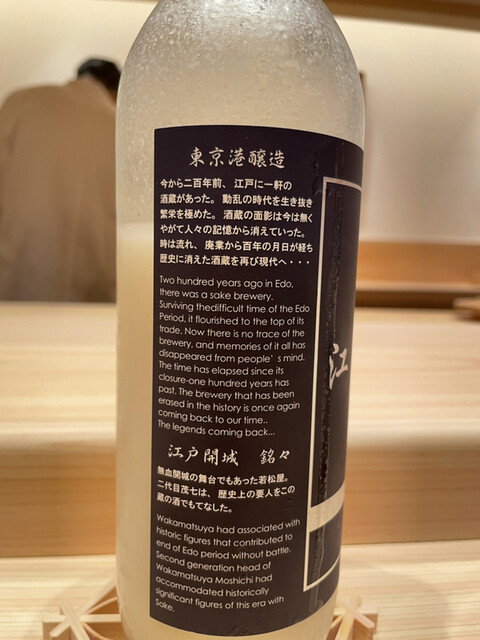 東京港醸造
今から二百年前、江戸に一軒の
酒蔵があった。動乱の時代を生き抜き
繁栄を極めた。酒蔵の面影は今は無く
やがて人々の記憶から消えていった。
時は流れ、廃業から百年の月日が経ち
歴史に消えた酒蔵を再び現代へ・・・
Two hundred years ago in Edo,
there was a sake brewery.
Surviving thedifficult time of the Edo
Period, it flourished to the top of its
trade. Now there is no trace of the
brewery, and memories of it all has
disappeared from people's mind.
The time has elapsed since its
closure-one hundred years has
past. The brewery that has been
erased in the history is once again
coming back to our time..
The legends coming back...
江戸開城 銘々
無血開城の舞台でもあった若松屋。
二代目茂七は、歴史上の要人をこの
蔵の酒でもてなした。
Wakamatsuya had associated with
historic figures that contributed to
end of Edo period without battle.
Second generation head of
Wakamatsuya Moshichi had
accommodated historically
significant figures of this era with
Sake.
江